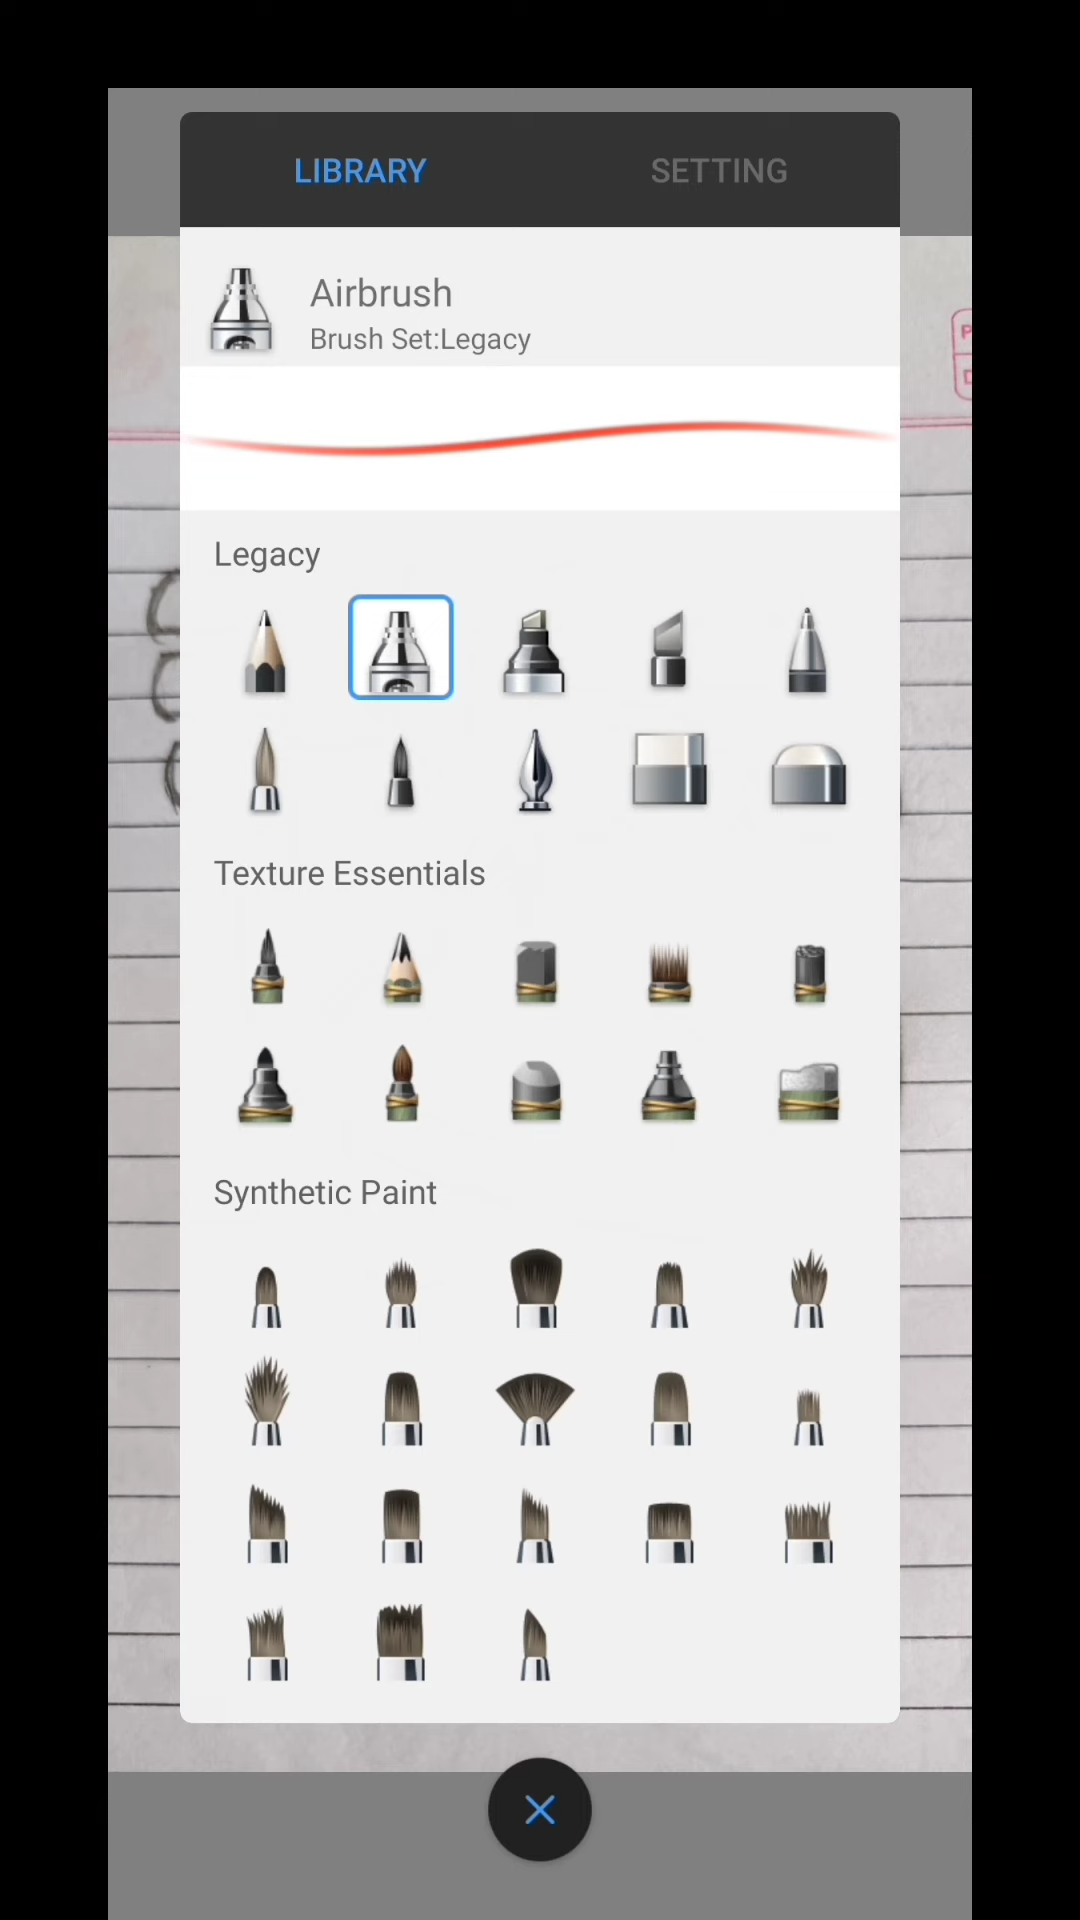 LIBRARY SETTING
Airbrush
Brush Set:Legacy
Legacy
Texture Essentials
Synthetic Paint